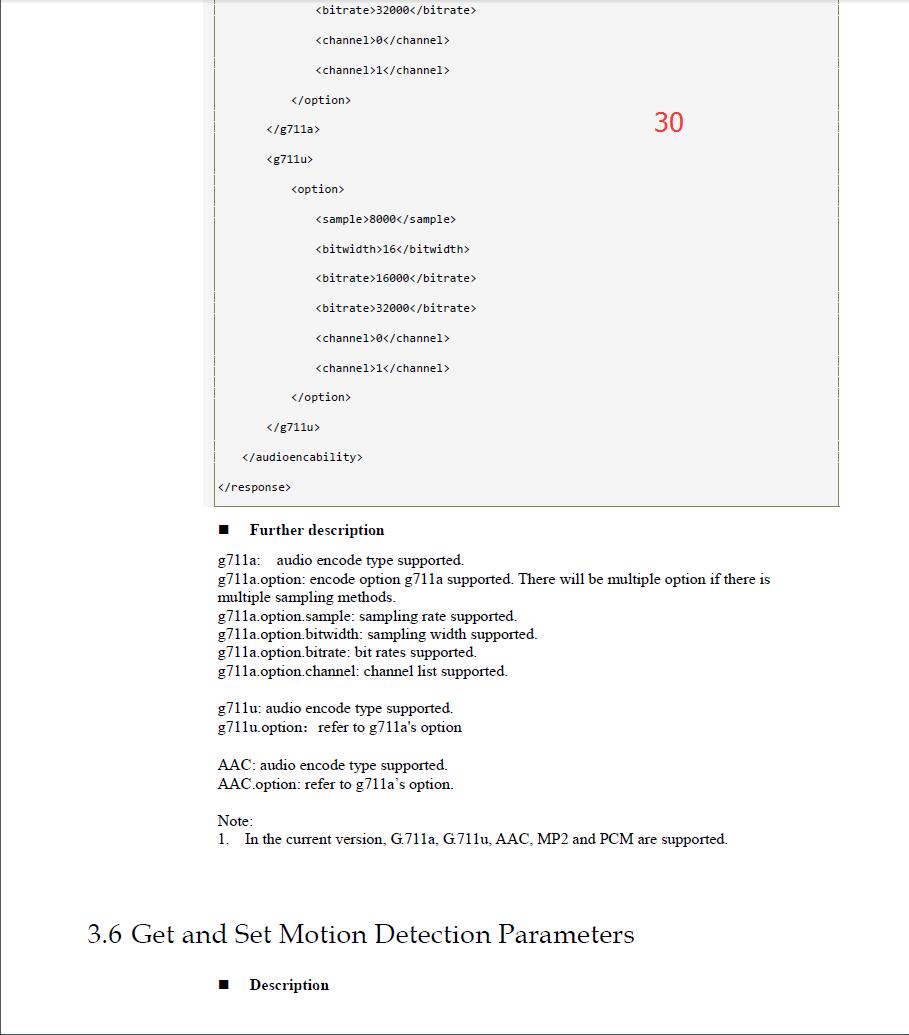 <bitrate>32000</bitrate>
<channel>0</channel>
<channel>1</channel>
</option>
</g711a>
30
<g711u>
<option>
<sample>8000</sample>
<bitwidth>16</bitwidth>
<bitrate>16000</bitrate>
<bitrate>32000</bitrate>
<channel>0</channel>
<channel>1</channel>
</option>
</g711u>
</audioencability>
</response>
■ Further description
g711a: audio encode type supported.
g711a.option: encode option g711a supported. There will be multiple option if there is
multiple sampling methods.
g711a.option.sample: sampling rate supported.
g711a.option.bitwidth: sampling width supported.
g711a.option.bitrate: bit rates supported.
g711a.option.channel: channel list supported.
g711u: audio encode type supported.
g711u.option：refer to g711a's option
AAC: audio encode type supported.
AAC.option: refer to g711a’s option.
Note:
1. In the current version, G.711a, G.711u, AAC, MP2 and PCM are supported.
3.6 Get and Set Motion Detection Parameters
■ Description